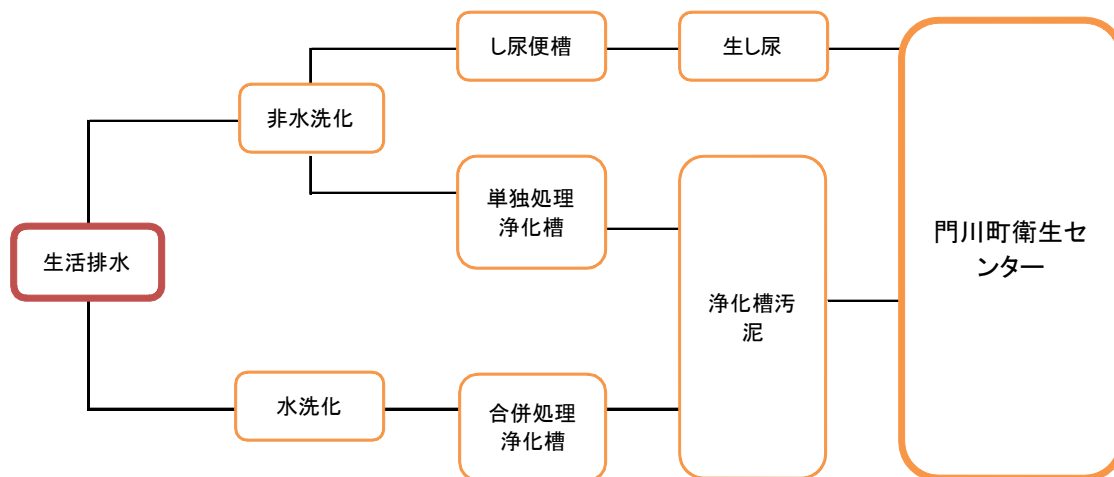 し尿便槽
生し尿
非水洗化
単独処理
浄化槽
生活排水
浄化槽汚
泥
門川町衛生セ
ンター
水洗化
合併処理
浄化槽